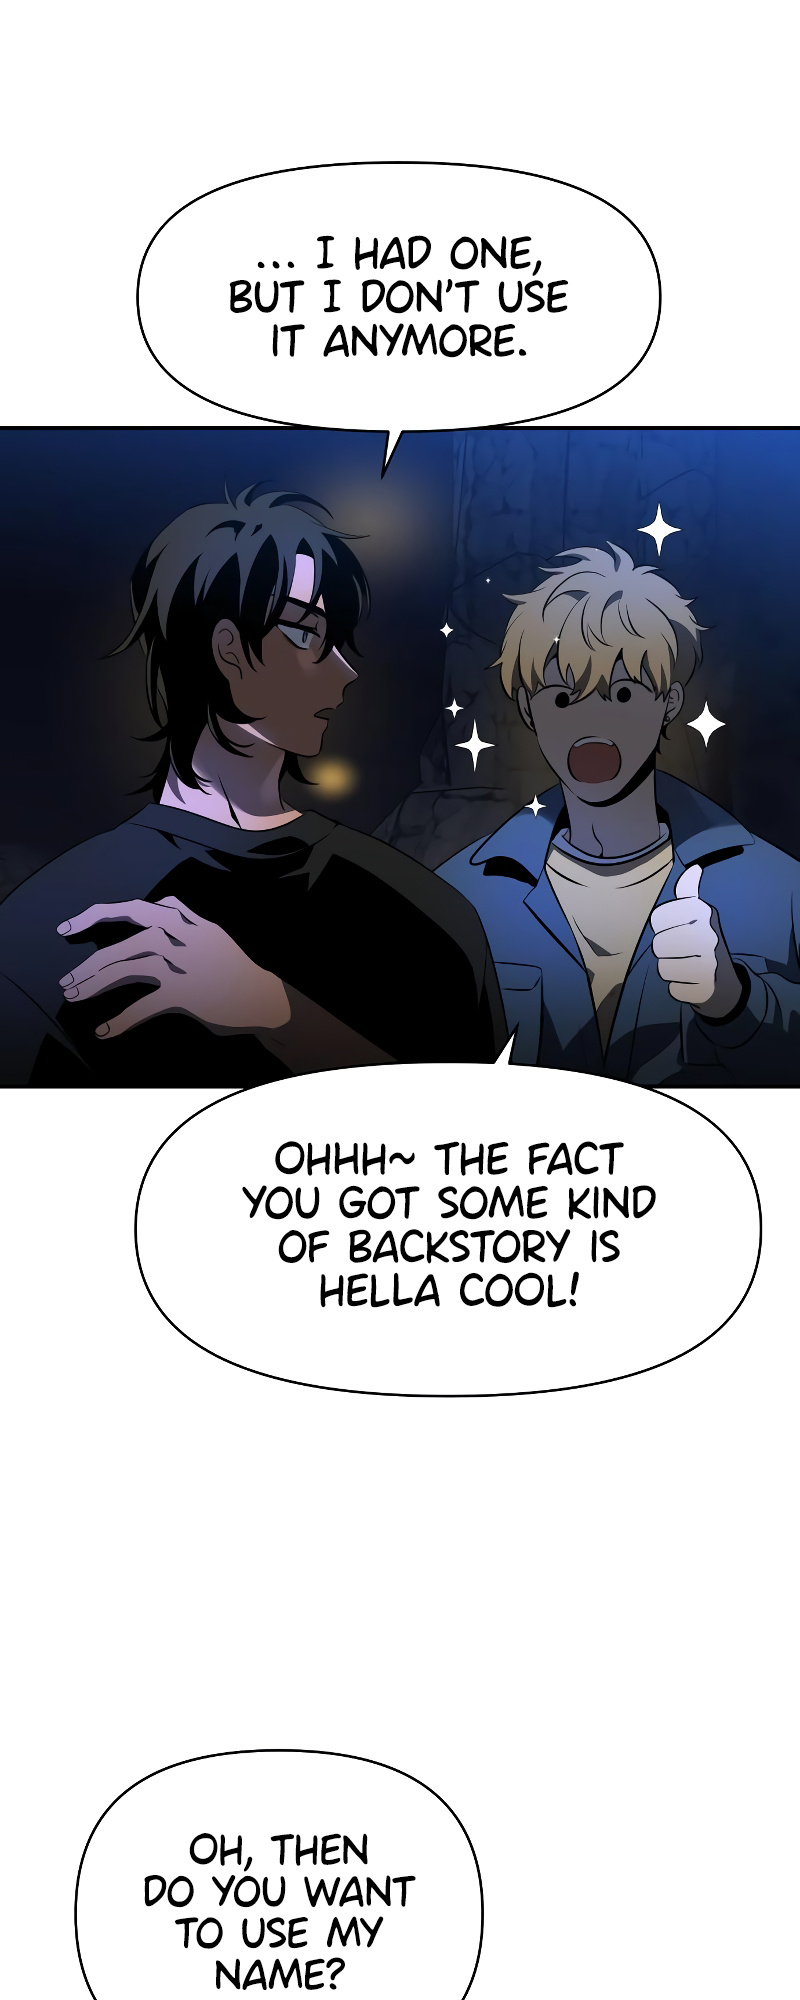 ... I HAD ONE,
BUT I DON'T USE
IT ANYMORE.
OHHH~ THE FACT
YOU GOT SOME KIND
OF BACKSTORY IS
HELLA COOL!
OH, THEN
DO YOU WANT
TO USE MY
NAME?